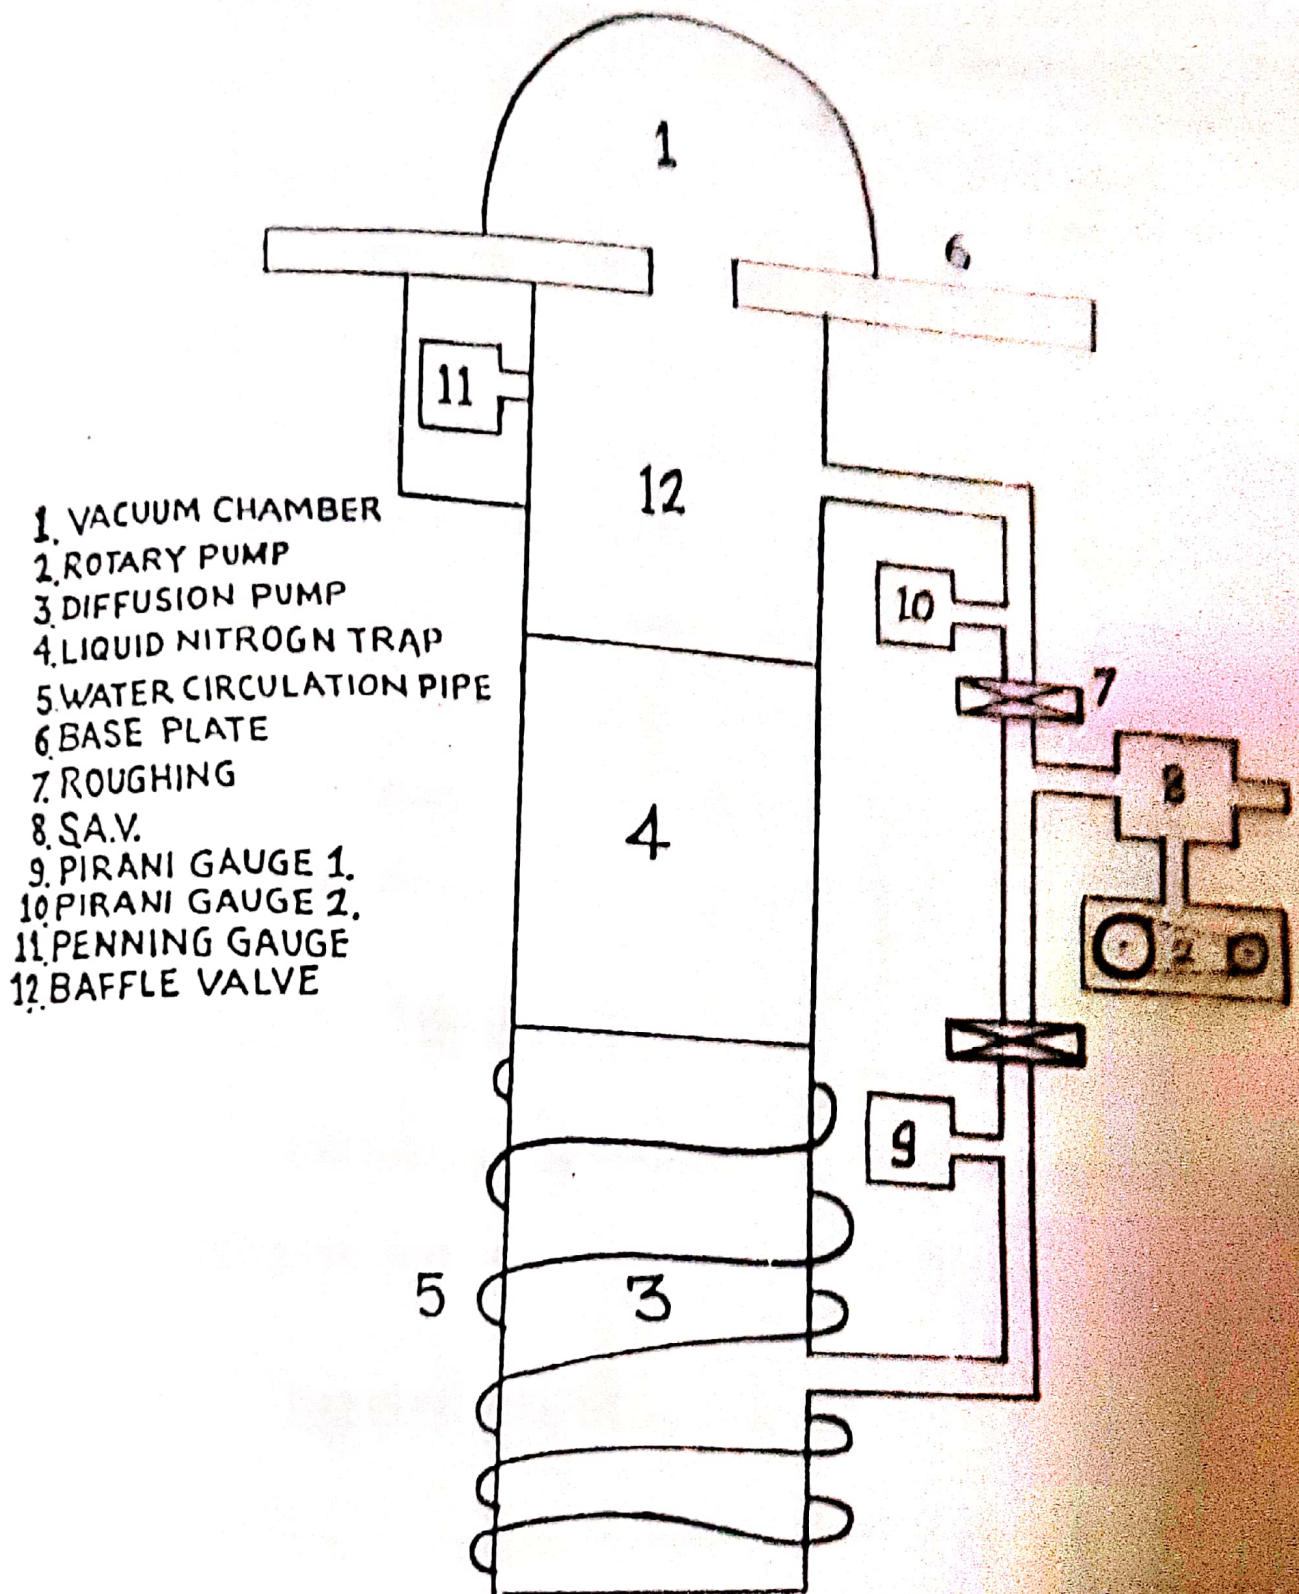 1
6
11
12
1. VACUUM CHAMBER
2. ROTARY PUMP
3. DIFFUSION PUMP
4. LIQUID NITROGN TRAP
5. WATER CIRCULATION PIPE
6. BASE PLATE
7. ROUGHING
8. S.A.V.
9. PIRANI GAUGE 1.
10. PIRANI GAUGE 2.
11. PENNING GAUGE
12. BAFFLE VALVE
10
7
8
4
2
9
5
3